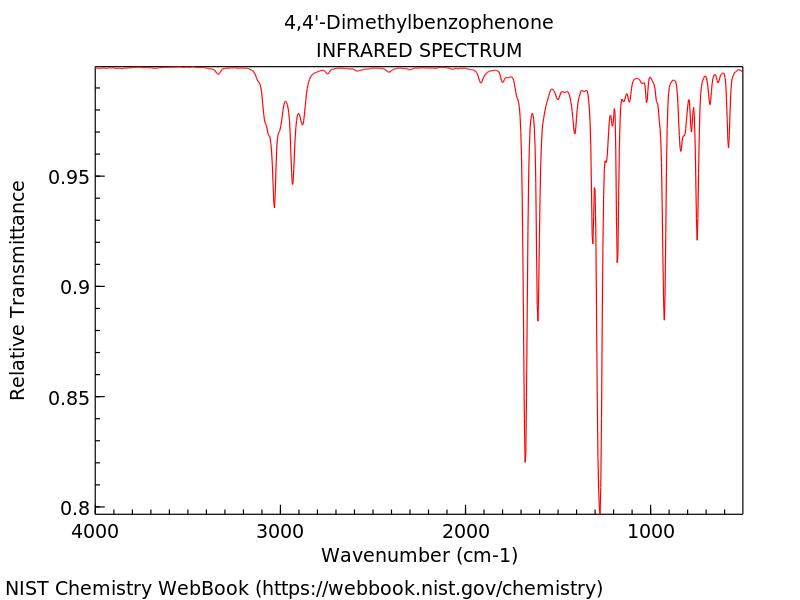 4,4'-Dimethylbenzophenone
INFRARED SPECTRUM
Relative Transmittance
0.95
0.9
0.85
0.8
4000 3000 2000 1000
Wavenumber (cm-1)
NIST Chemistry WebBook (https://webbook.nist.gov/chemistry)